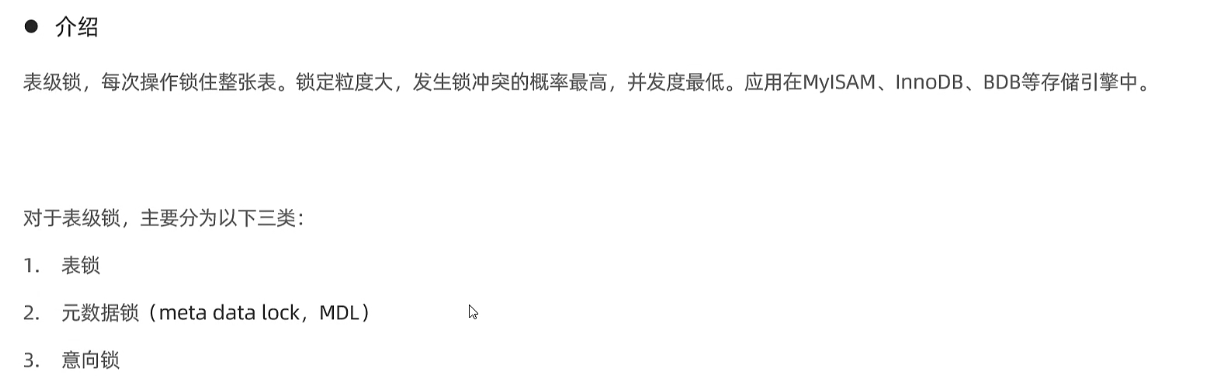 ● 介绍
表级锁，每次操作锁住整张表。锁定粒度大，发生锁冲突的概率最高，并发度最低。应用在MyISAM、InnoDB、BDB等存储引擎中。
对于表级锁，主要分为以下三类：
1. 表锁
2. 元数据锁（meta data lock，MDL）
3. 意向锁